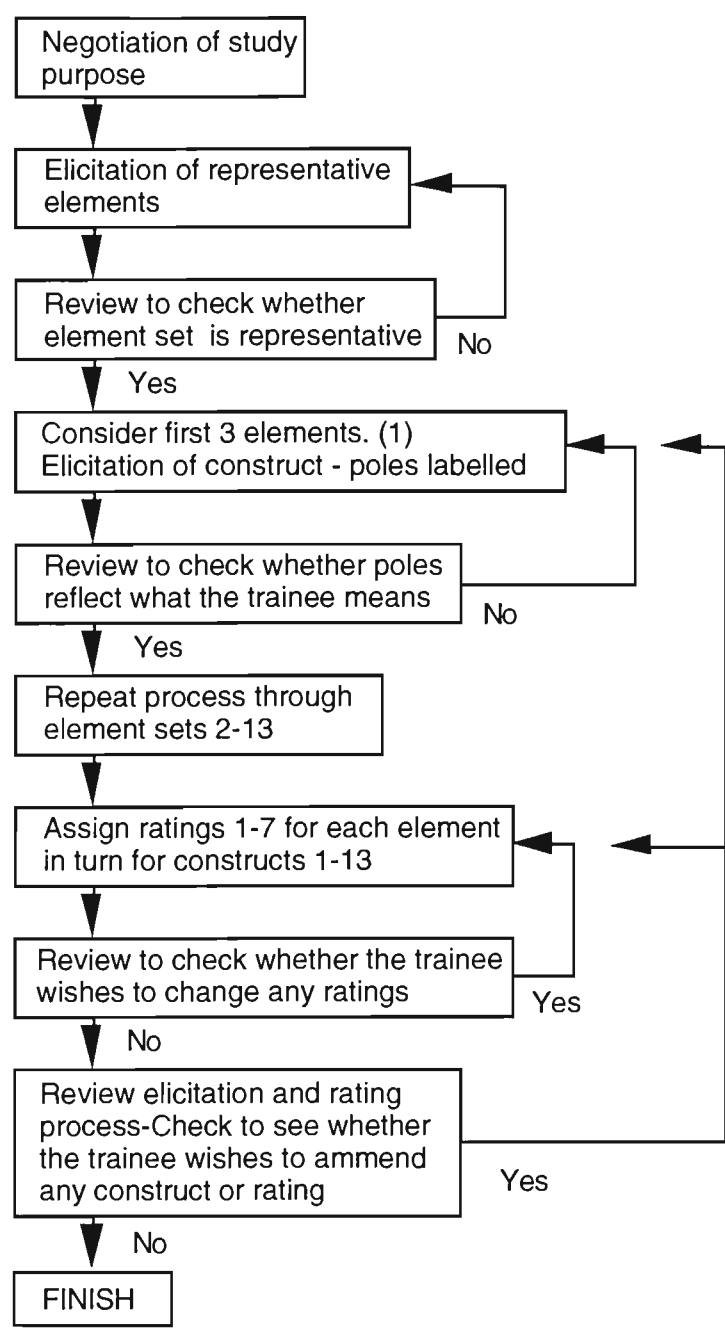 Negotiation of study
purpose
Elicitation of representative
elements
Review to check whether
element set is representative
No
Yes
Consider first 3 elements. (1)
Elicitation of construct - poles labelled
Review to check whether poles
reflect what the trainee means
No
Yes
Repeat process through
element sets 2-13
Assign ratings 1-7 for each element
in turn for constructs 1-13
Review to check whether the trainee
wishes to change any ratings
Yes
No
Review elicitation and rating
process-Check to see whether
the trainee wishes to ammend
any construct or rating
Yes
No
FINISH